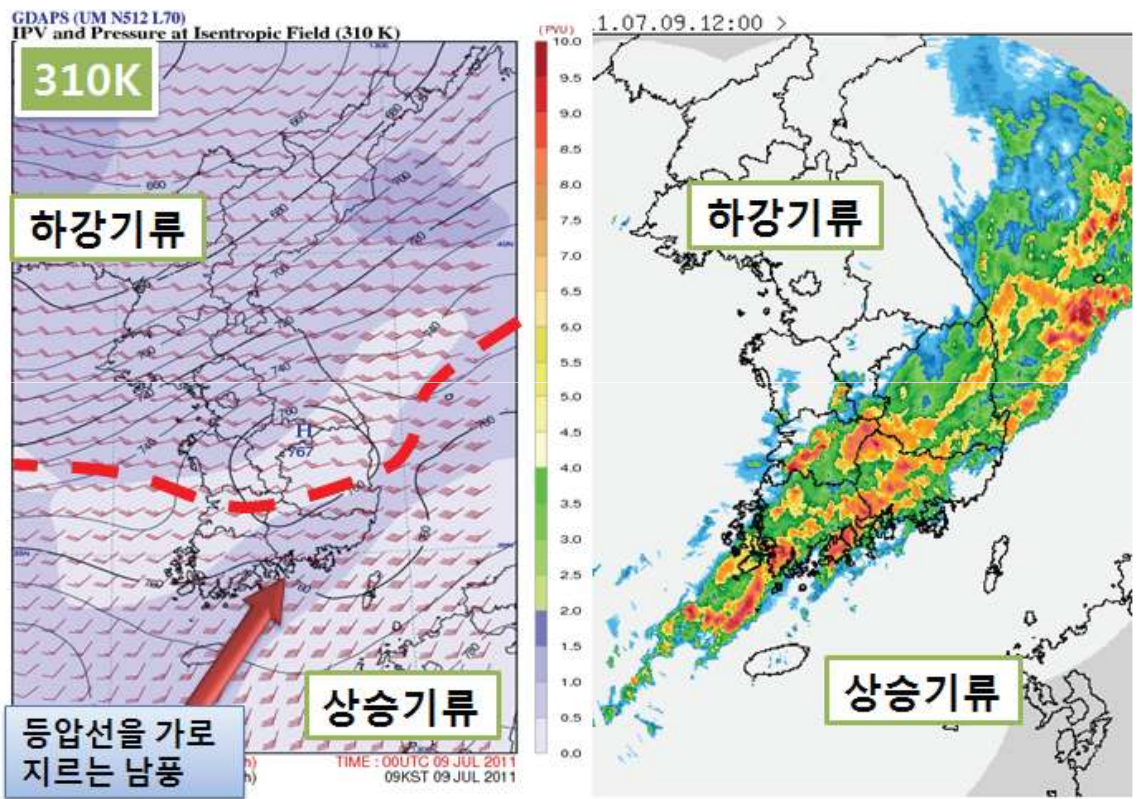 GDAPS (UM N512 L70)
IPV and Pressure at Isentropic Field (310 K)
310K
하강기류
상승기류
등압선을 가로
지르는 남풍
H
767
TIME : 00UTC 09 JUL 2011
09KST 09 JUL 2011
(PVU)
10.0
9.5
9.0
8.5
8.0
7.5
7.0
6.5
6.0
5.5
5.0
4.5
4.0
3.5
3.0
2.5
2.0
1.5
1.0
0.5
0.0
1.07.09.12:00 >
하강기류
상승기류